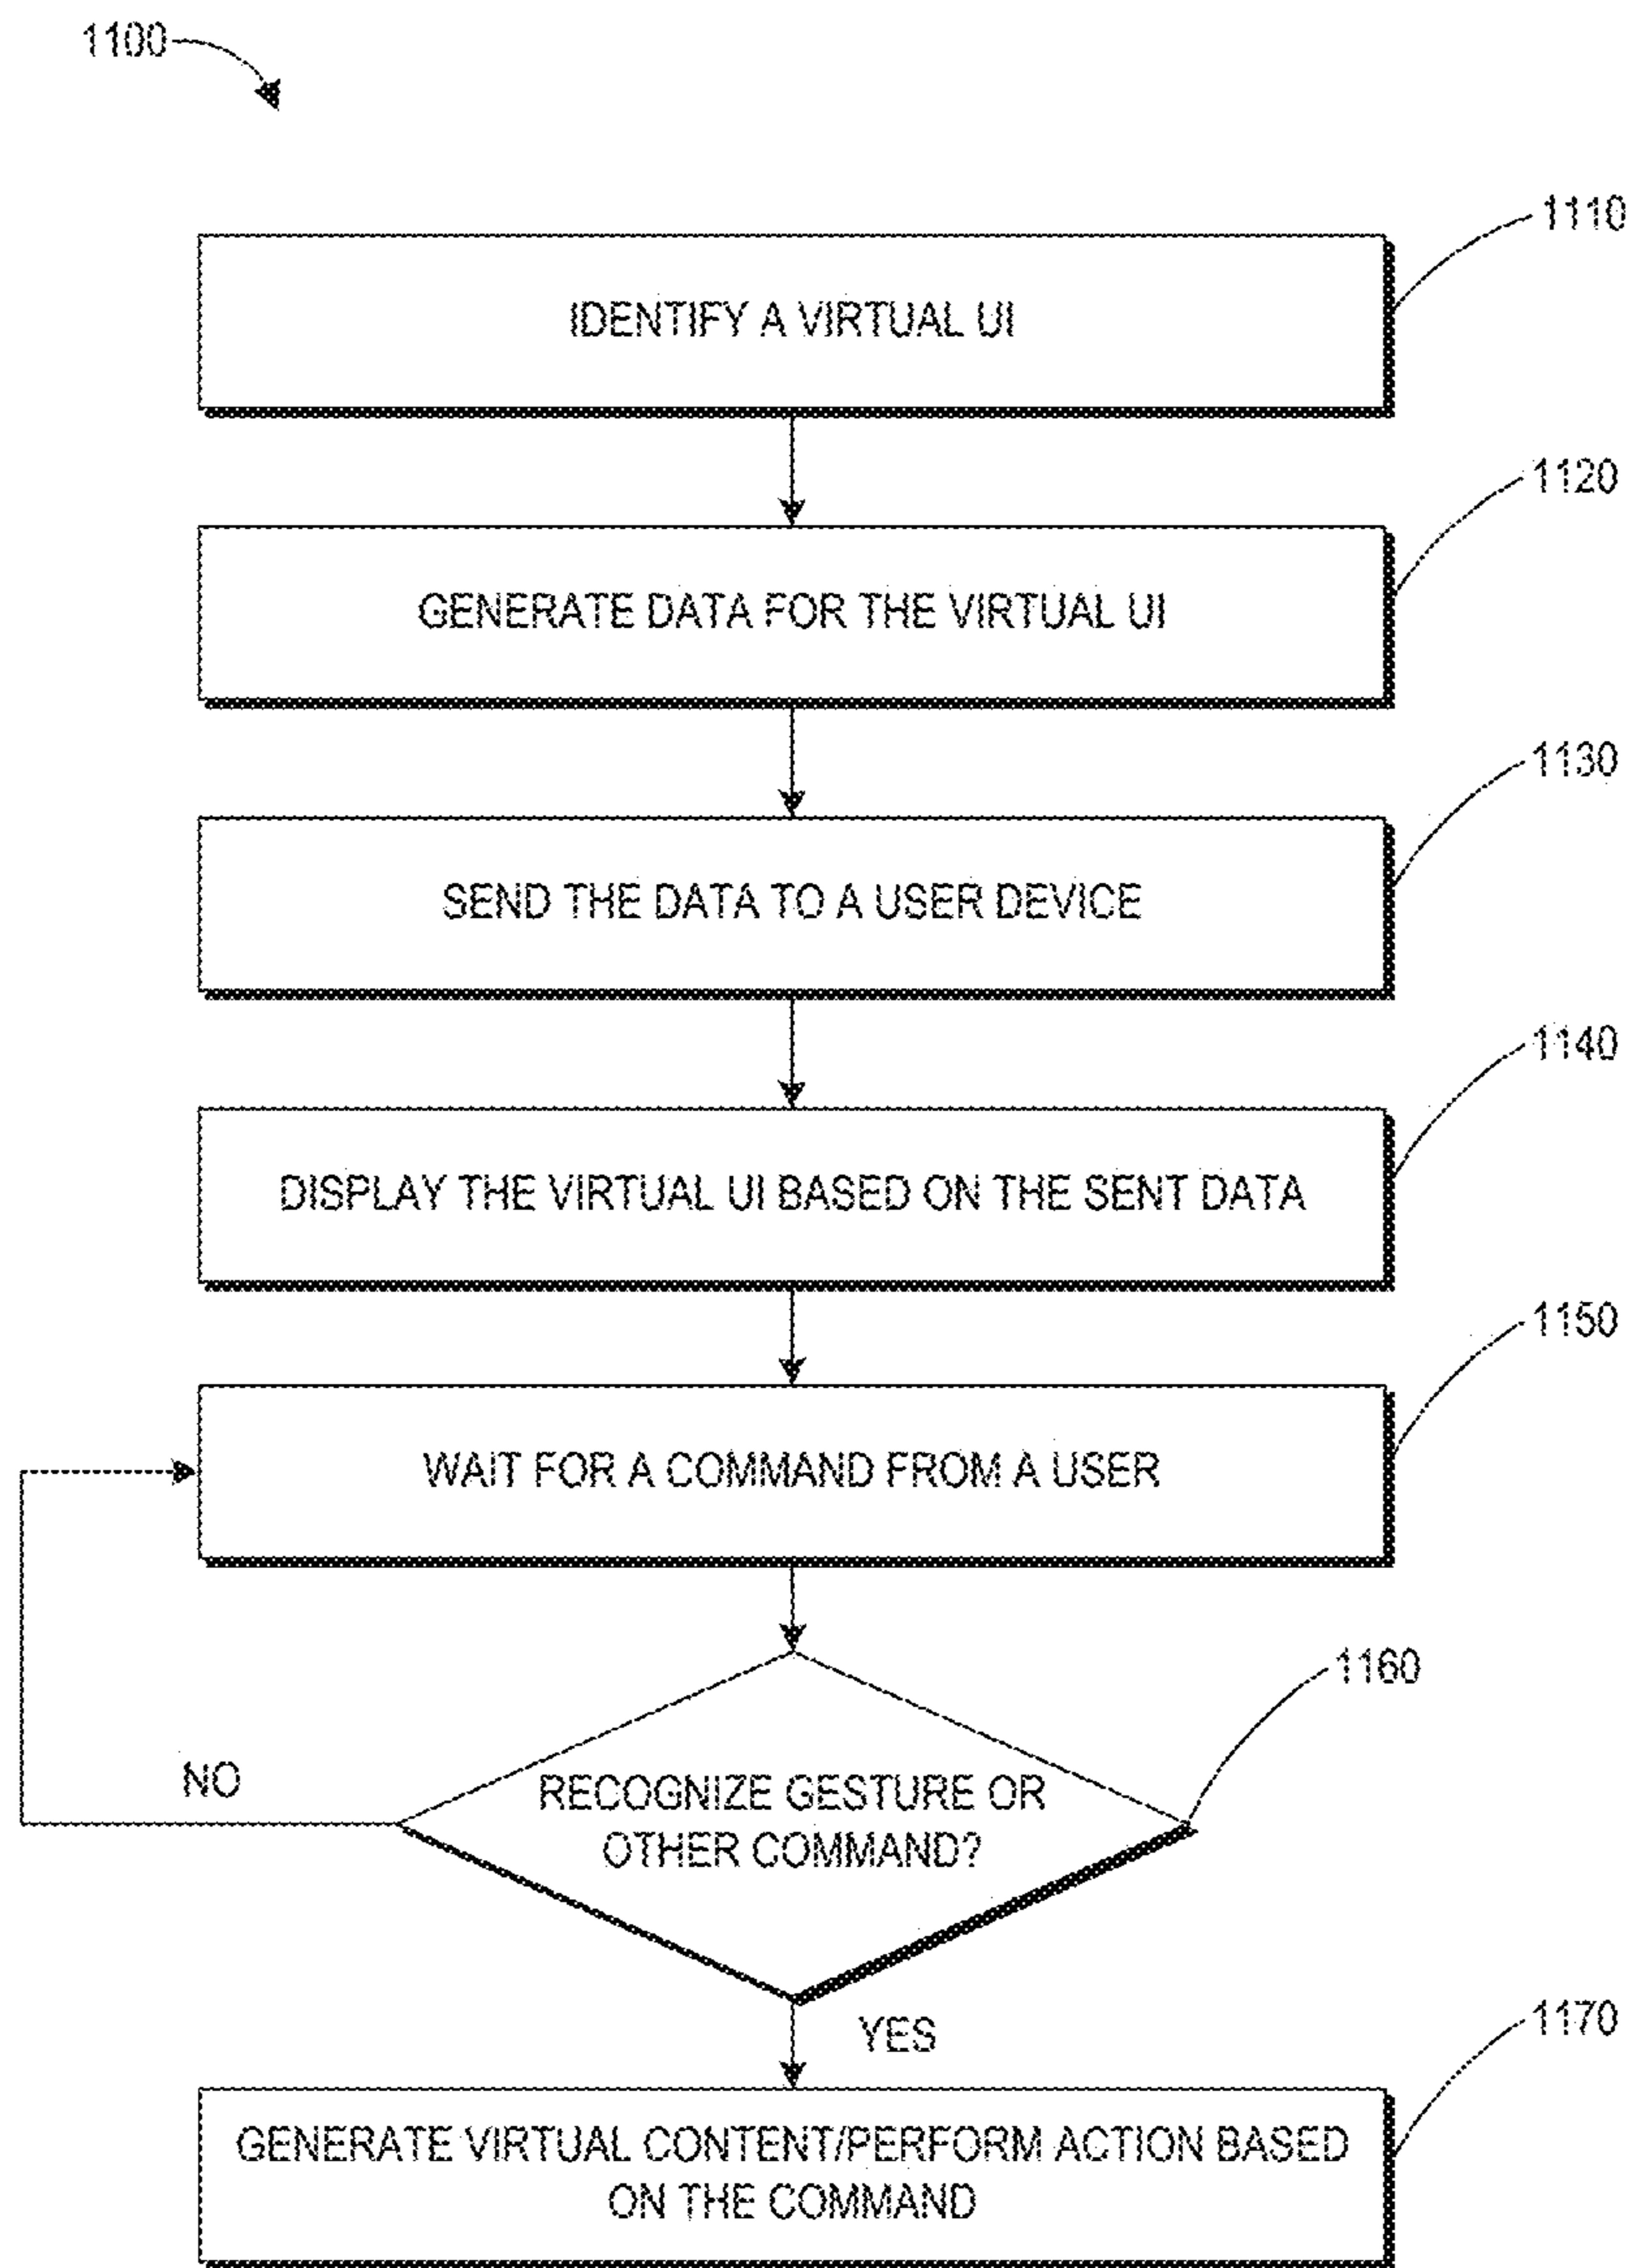 1100
1110
IDENTIFY A VIRTUAL UI
1120
GENERATE DATA FOR THE VIRTUAL UI
1130
SEND THE DATA TO A USER DEVICE
1140
DISPLAY THE VIRTUAL UI BASED ON THE SENT DATA
1150
WAIT FOR A COMMAND FROM A USER
1160
NO
RECOGNIZE GESTURE OR
OTHER COMMAND?
YES
1170
GENERATE VIRTUAL CONTENT/PERFORM ACTION BASED
ON THE COMMAND